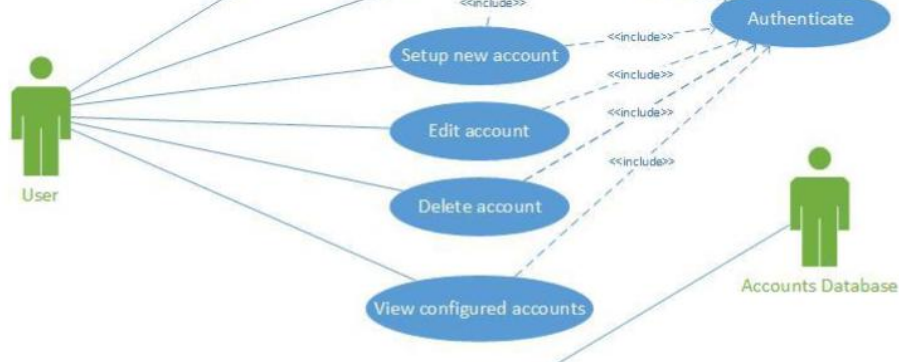 <<include>>
Authenticate
Setup new account
<<include>>
<<include>>
Edit account
<<include>>
<<include>>
User
Delete account
Accounts Database
View configured accounts